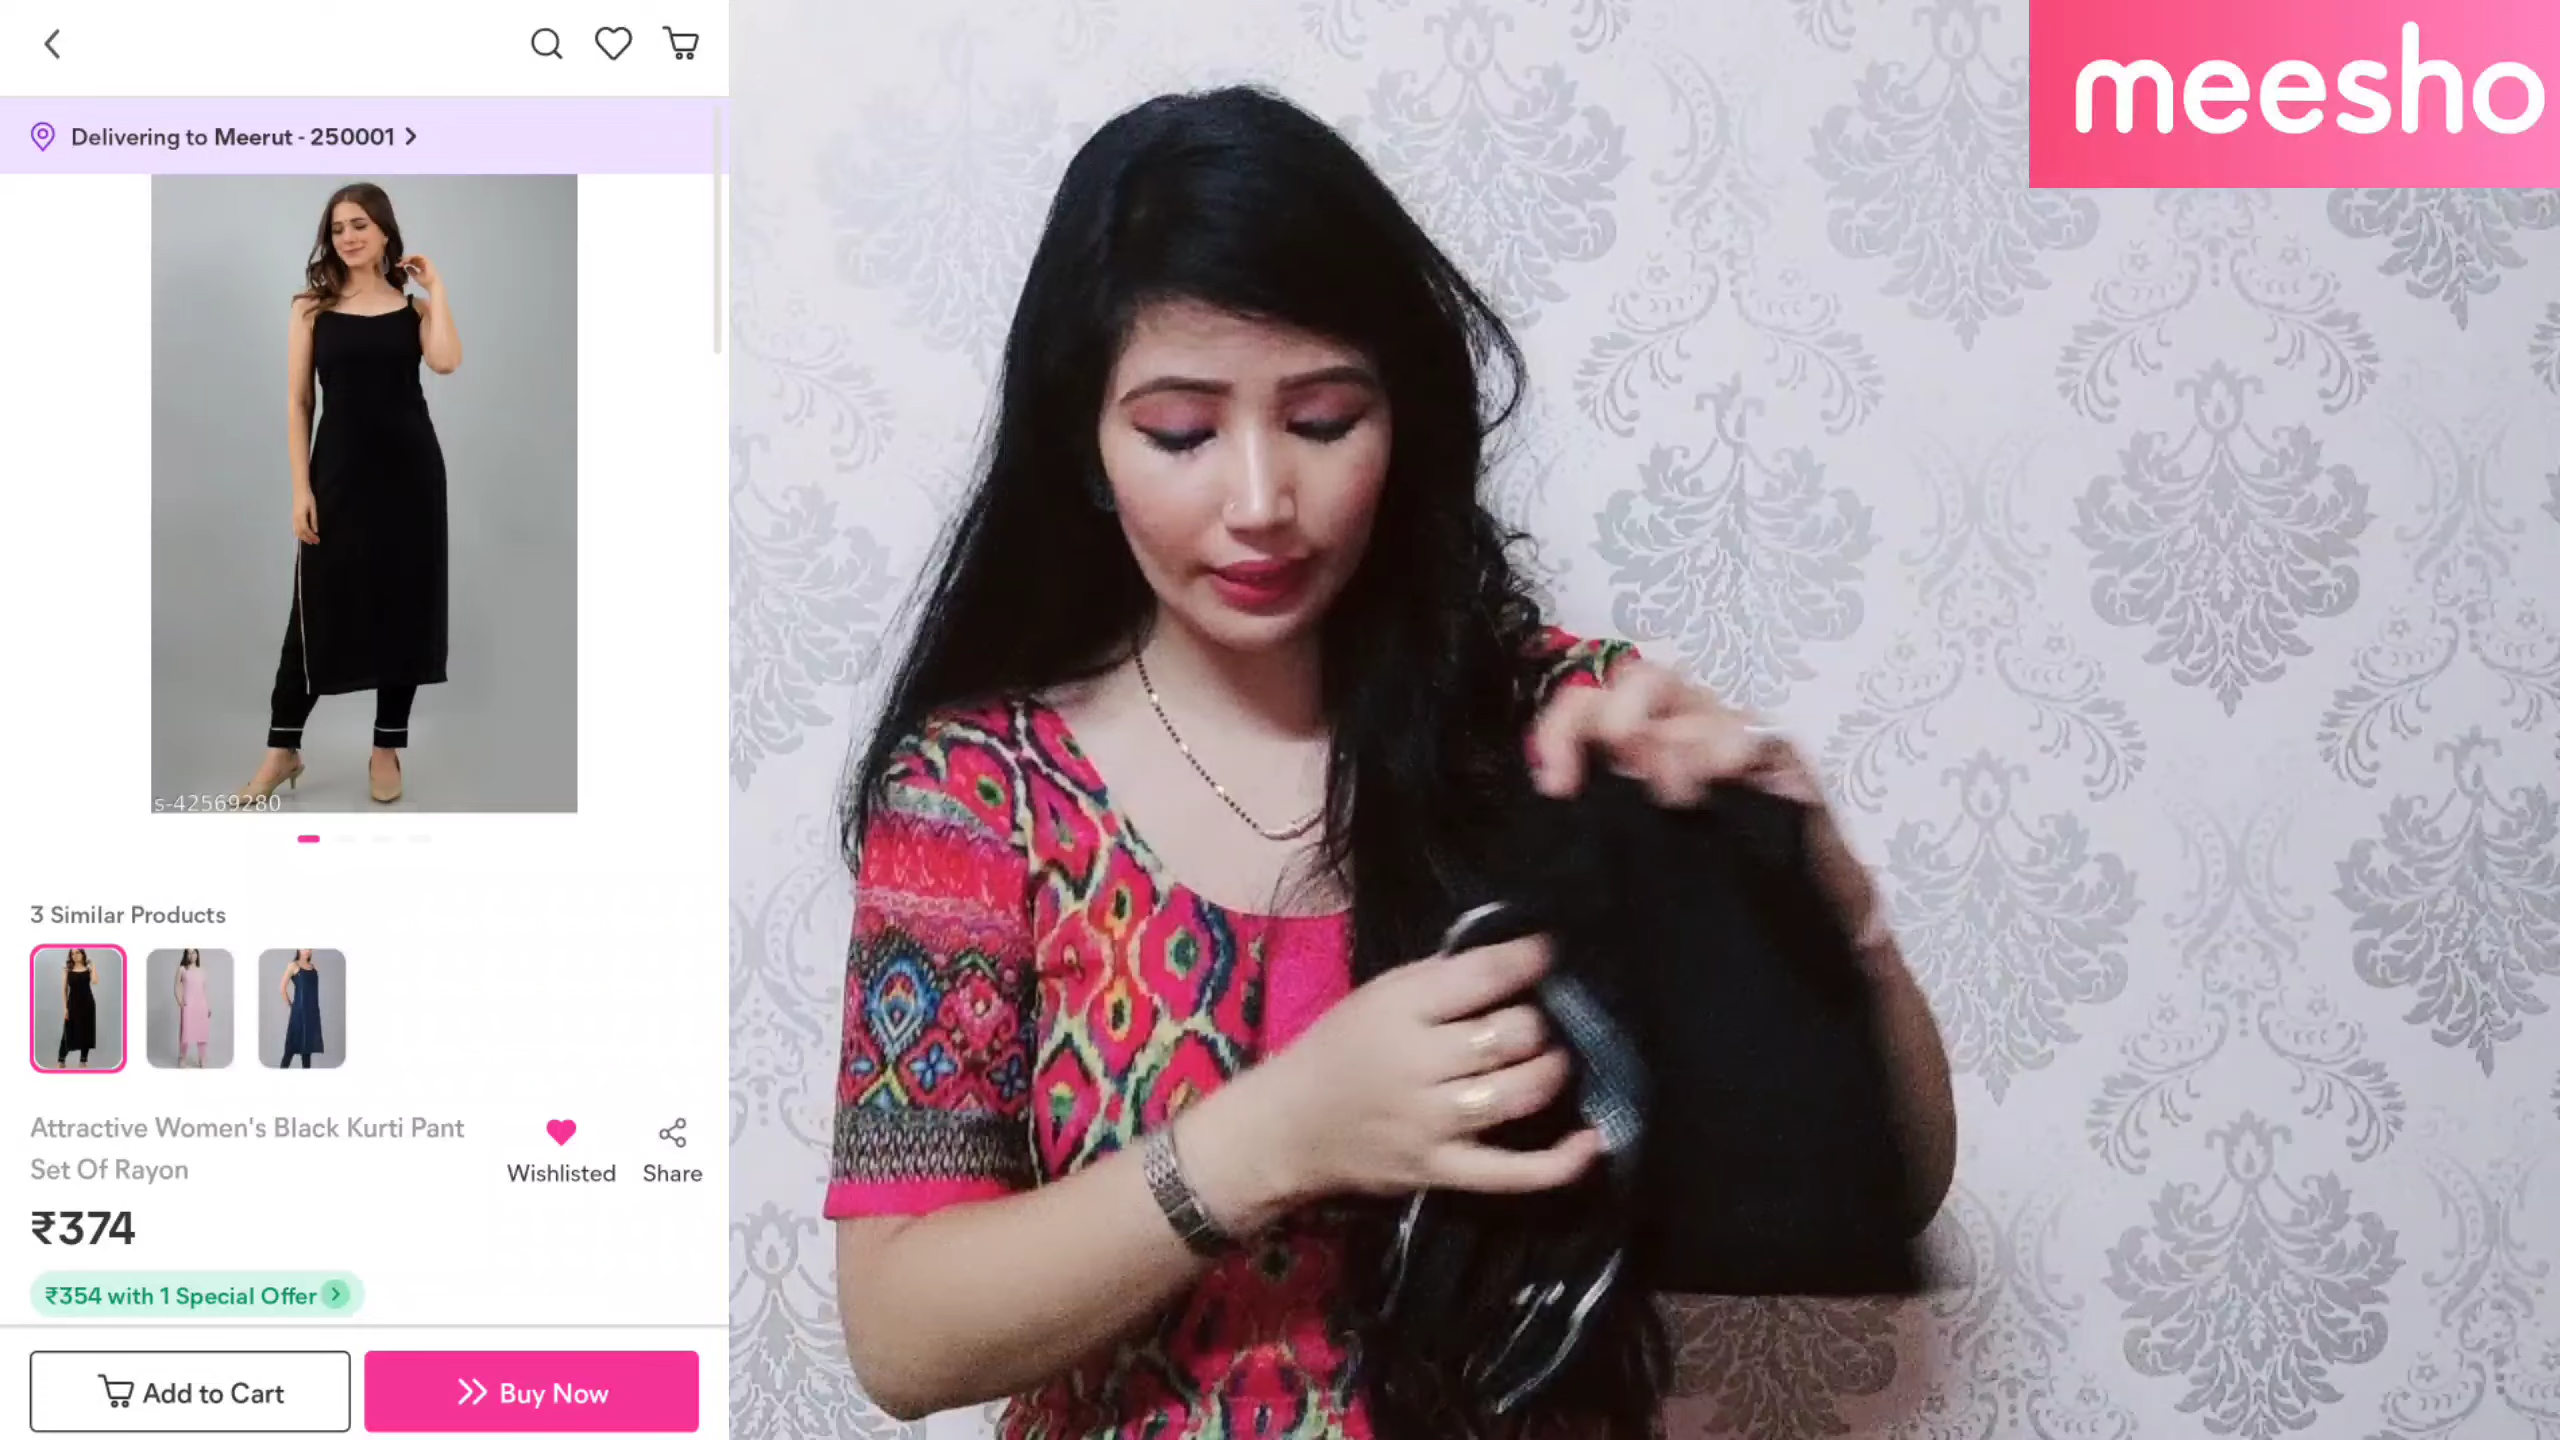 meesho
Delivering to Meerut - 250001
s-42569280
3 Similar Products
Attractive Women's Black Kurti Pant
Set Of Rayon
Wishlisted
Share
₹374
₹354 with 1 Special Offer
Add to Cart
Buy Now